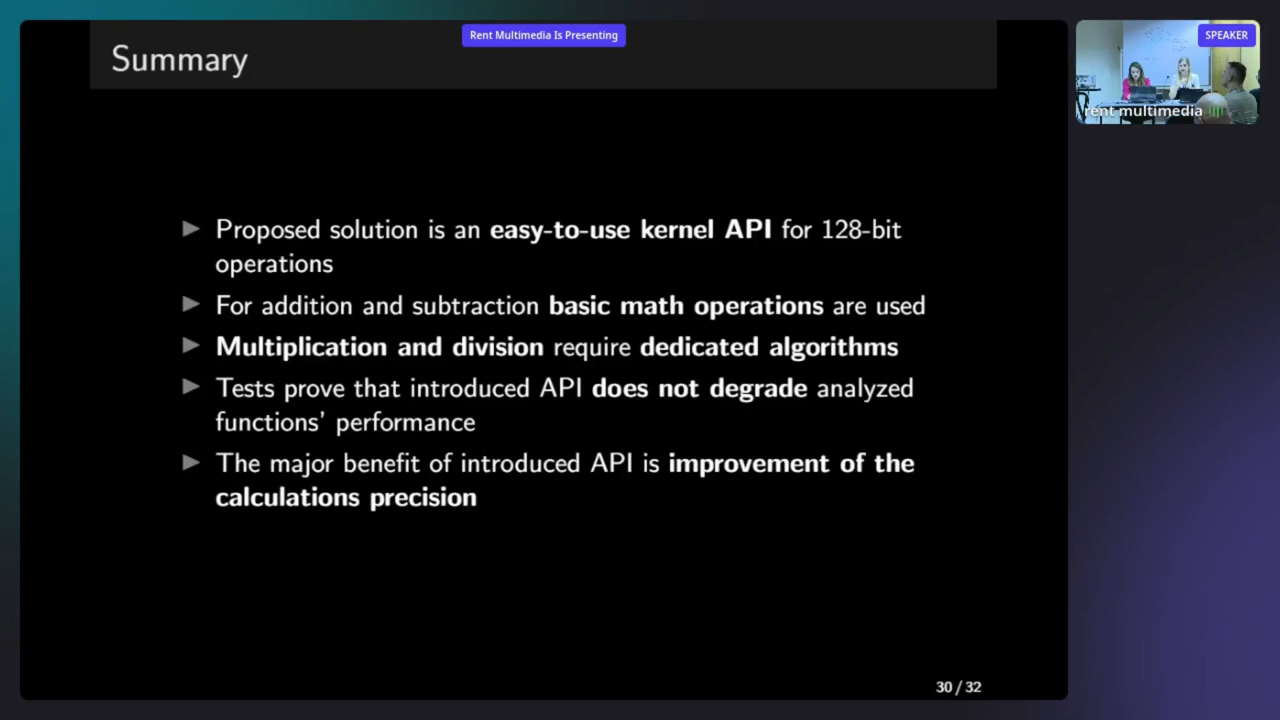 Rent Multimedia Is Presenting
SPEAKER
rent multimedia
Summary
Proposed solution is an easy-to-use kernel API for 128-bit
operations
For addition and subtraction basic math operations are used
Multiplication and division require dedicated algorithms
Tests prove that introduced API does not degrade analyzed
functions' performance
The major benefit of introduced API is improvement of the
calculations precision
30 / 32